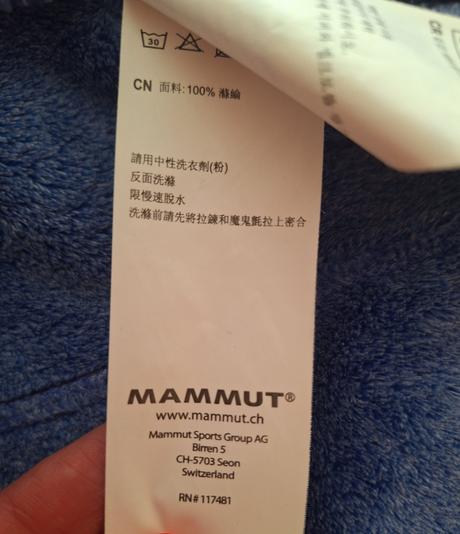 30
CN 面料:100% 滌綸
請用中性洗衣劑(粉)
反面洗滌
限慢速脫水
洗滌前請先將拉鍊和魔鬼氈拉上密合
MAMMUT®
www.mammut.ch
Mammut Sports Group AG
Birren 5
CH-5703 Seon
Switzerland
RN# 117481